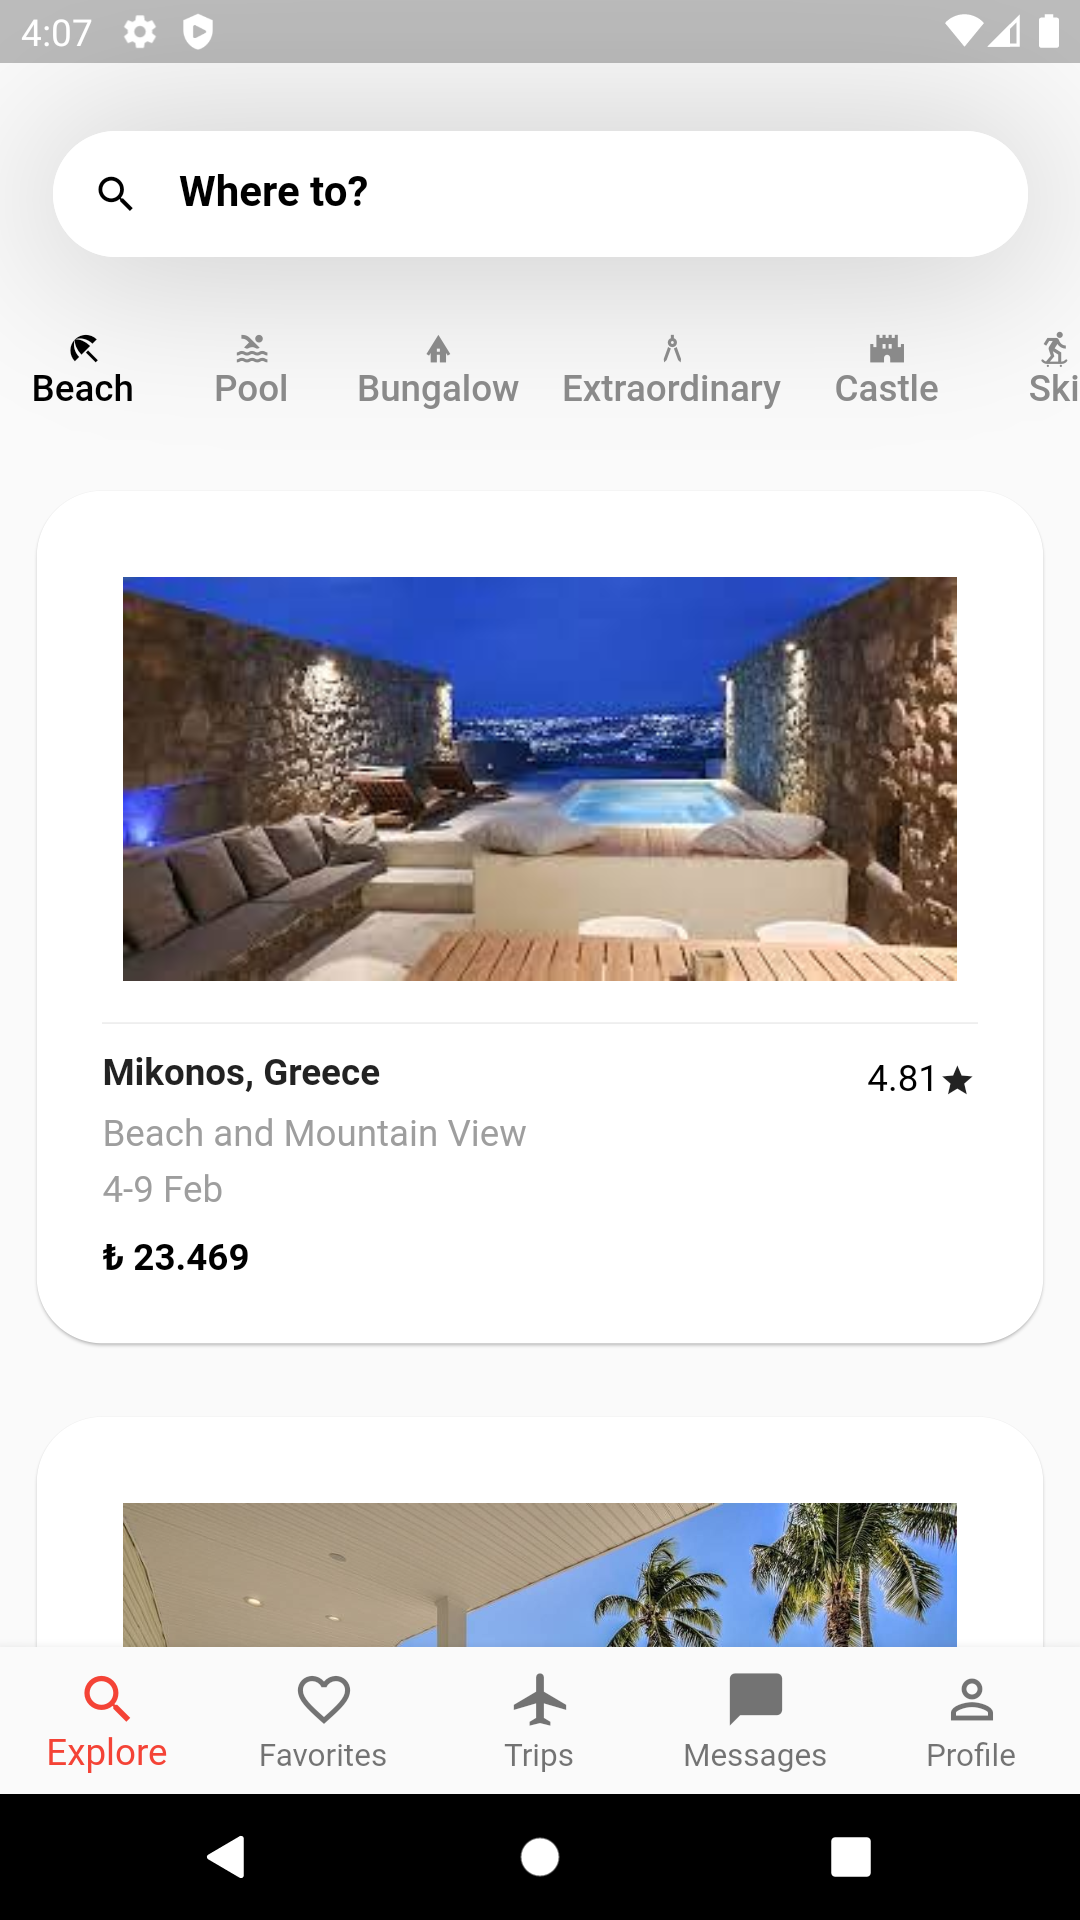 4:07
Where to?
Beach Pool Bungalow Extraordinary Castle Ski
Mikonos, Greece
4.81
Beach and Mountain View
4-9 Feb
₺ 23.469
Explore Favorites Trips Messages Profile